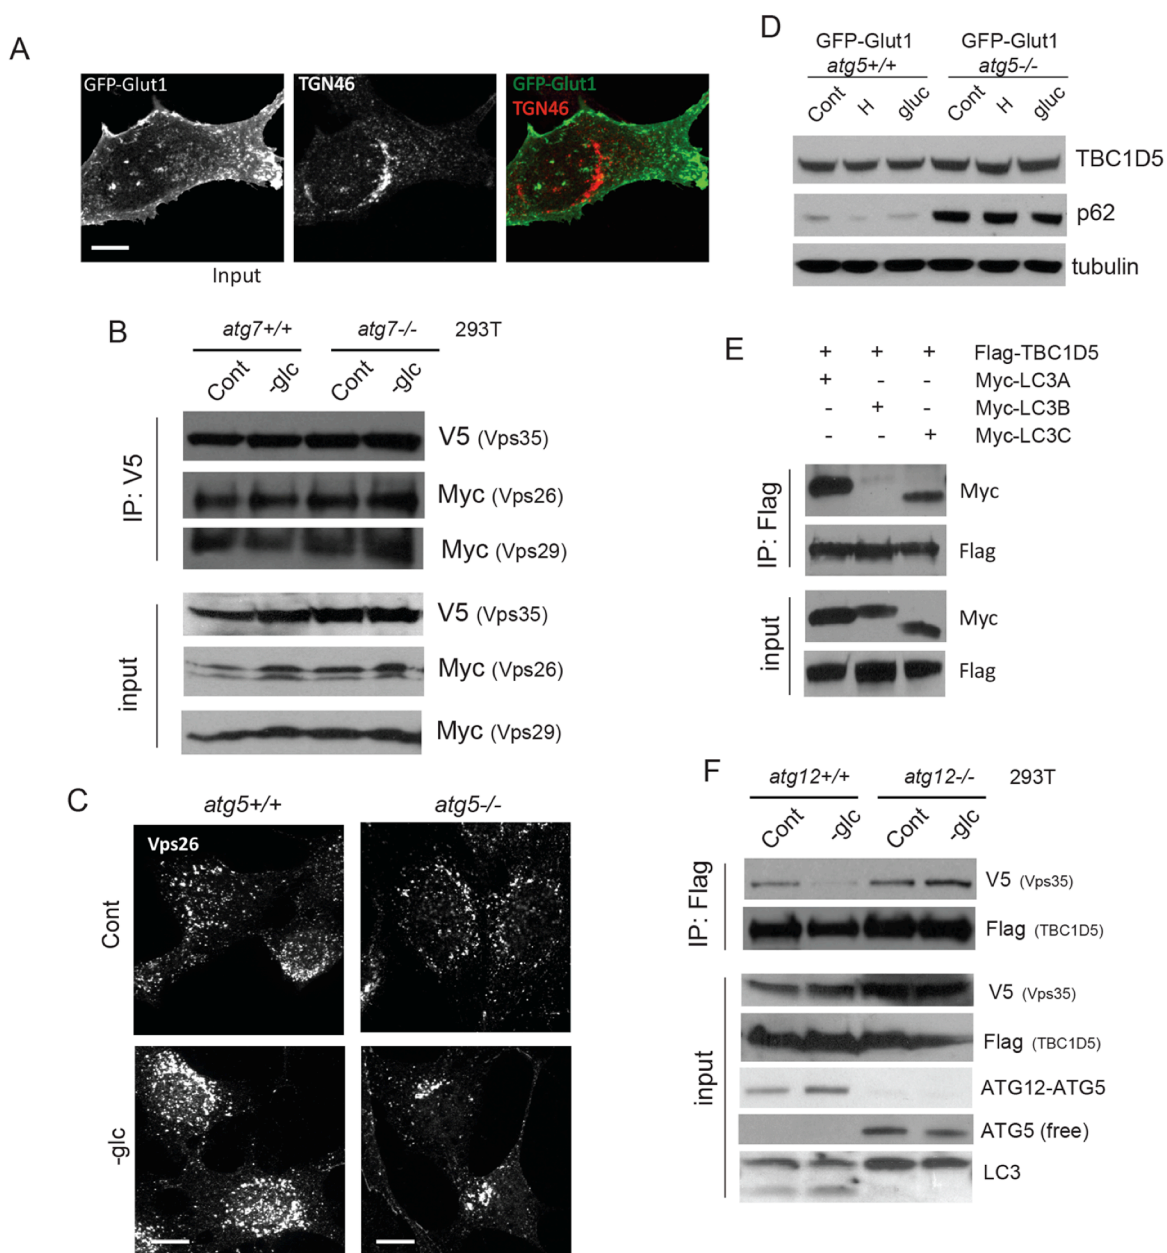 A
GFP-Glut1
TGN46
GFP-Glut1
TGN46
Input
B
atg7+/+
atg7-/-
293T
Cont
-glc
Cont
-glc
IP: V5
V5 (Vps35)
Myc (Vps26)
Myc (Vps29)
input
V5 (Vps35)
Myc (Vps26)
Myc (Vps29)
C
atg5+/+
atg5-/-
Cont
Vps26
-glc
D
GFP-Glut1
GFP-Glut1
atg5+/+
atg5-/-
Cont
H
gluc
Cont
H
gluc
TBC1D5
p62
tubulin
E
+ + + Flag-TBC1D5
+ - - Myc-LC3A
- + - Myc-LC3B
- - + Myc-LC3C
IP: Flag
Myc
Flag
input
Myc
Flag
F
atg12+/+
atg12-/-
293T
Cont
-glc
Cont
-glc
IP: Flag
V5 (Vps35)
Flag (TBC1D5)
input
V5 (Vps35)
Flag (TBC1D5)
ATG12-ATG5
ATG5 (free)
LC3